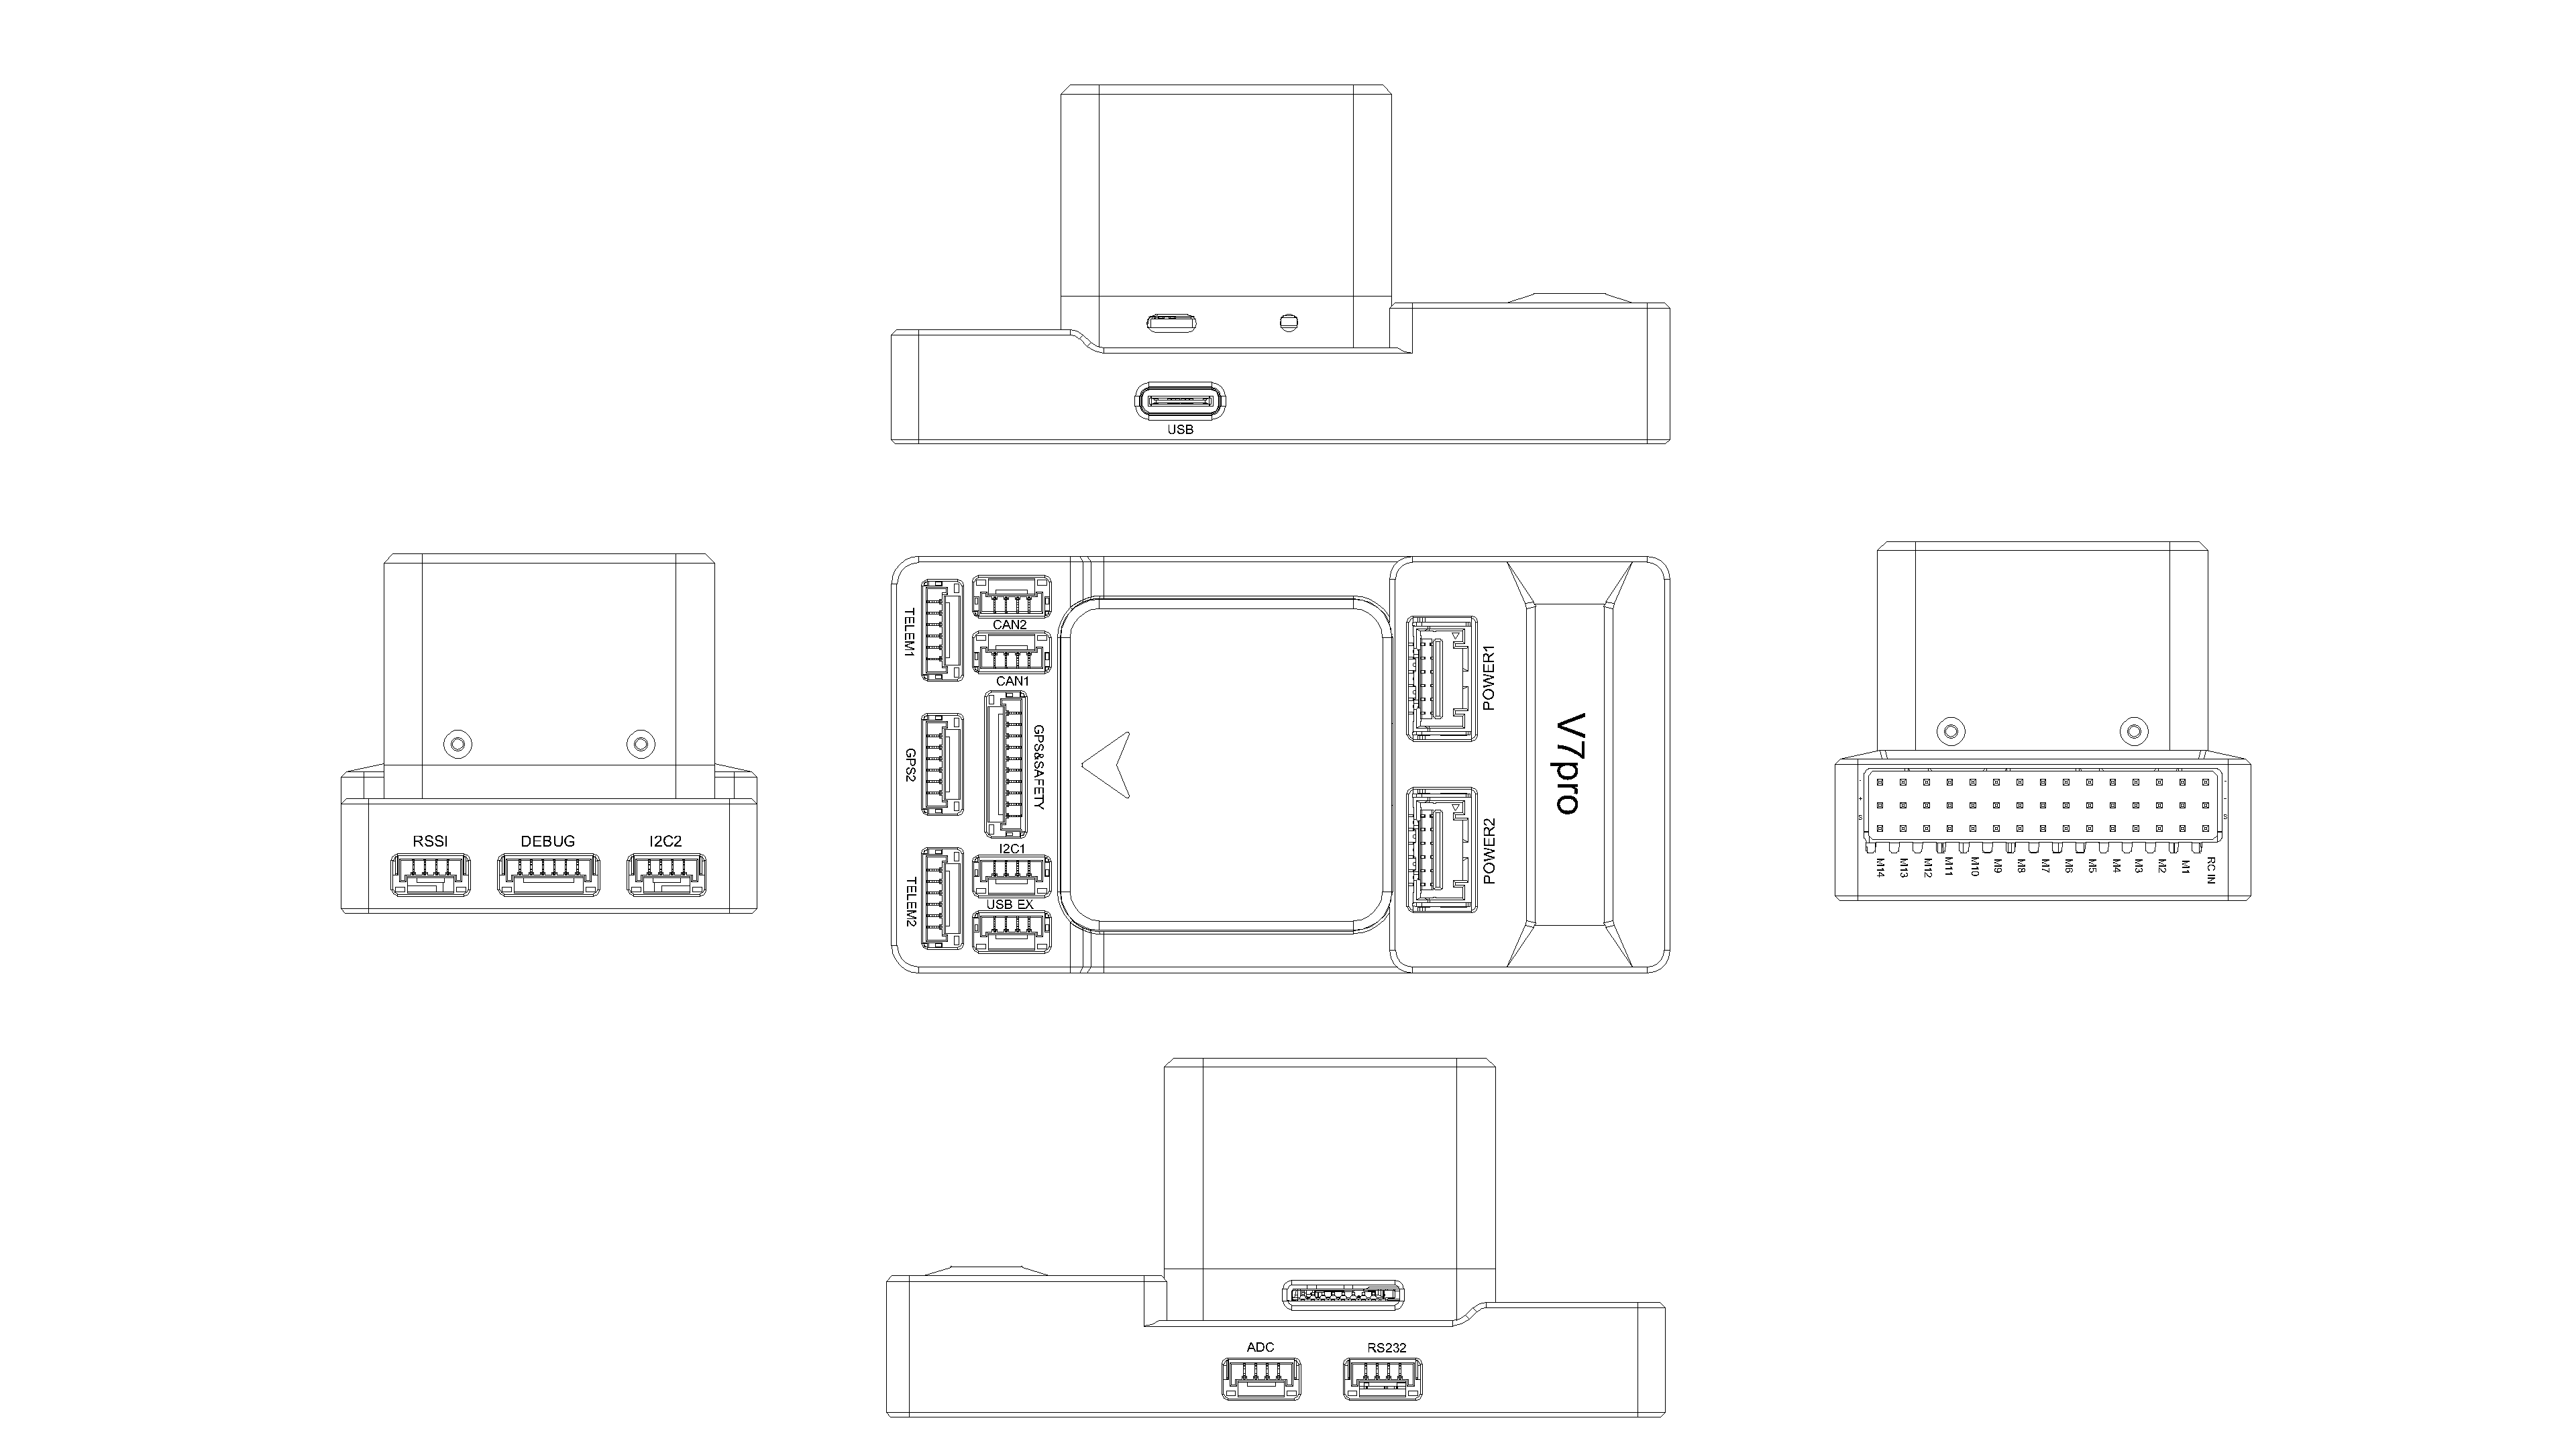 USB
TELEM1
CAN2
CAN1
GPS2
GPS&SAFETY
I2C1
USB EX
TELEM2
POWER1
POWER2
V7pro
RSSI
DEBUG
I2C2
M14
M13
M12
M11
M10
M9
M8
M7
M6
M5
M4
M3
M2
M1
RC IN
ADC
RS232